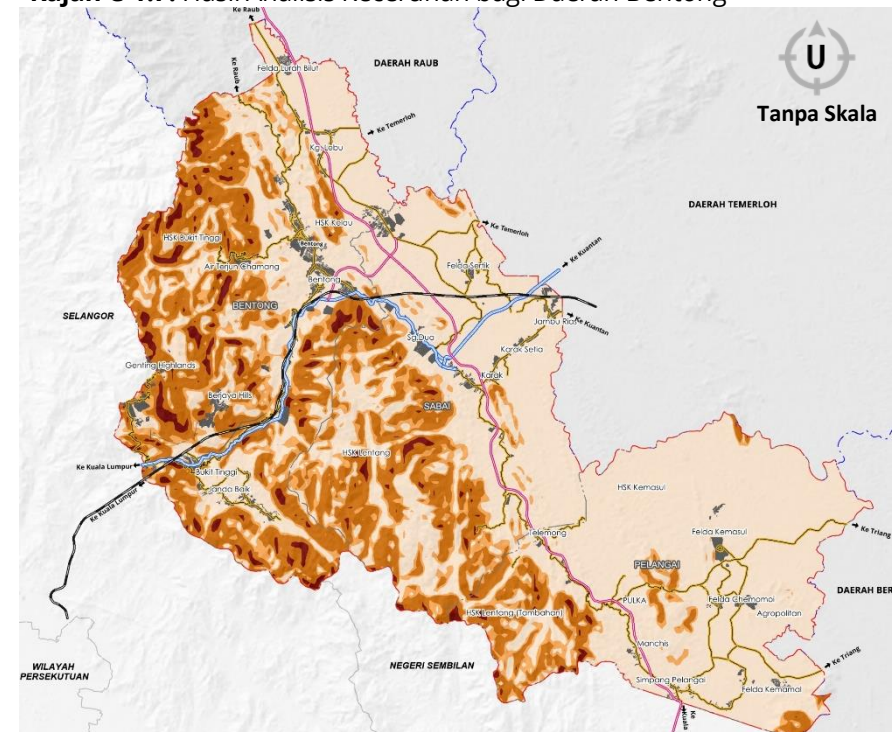 Hasil Analisis Kecerunan bagi Daerah Bentong
Ke Raub
Ke Raub
Felda Lurah Bilut
DAERAH RAUB
U
Tanpa Skala
Ke Temerloh
Kg. Lebu
DAERAH TEMERLOH
HSK Kelau
Ke Temerloh
HSK Bukit Tinggi
Bentong
Ke Kuantan
Air Terjun Chamang
Bentong
Felda Sertik
BENTONG
SELANGOR
Jambu Rias
Ke Kuantan
Sg.Dua
Karak Setia
Genting Highlands
Karak
Berjaya Hills
SABAI
HSK Lentang
Ke Kuala Lumpur
Bukit Tinggi
Janda Baik
Ke Kuala Lumpur
HSK Kemasul
Telemong
Felda Kemasul
Ke Triang
PELANGAI
PULKA
Felda Chemomoi
DAERAH BER
HSK Lentang (Tambahan)
Agropolitan
Manchis
WILAYAH
PERSEKUTUAN
NEGERI SEMBILAN
Ke Triang
Simpang Pelangai
Felda Kemamal
Ke
Kuala